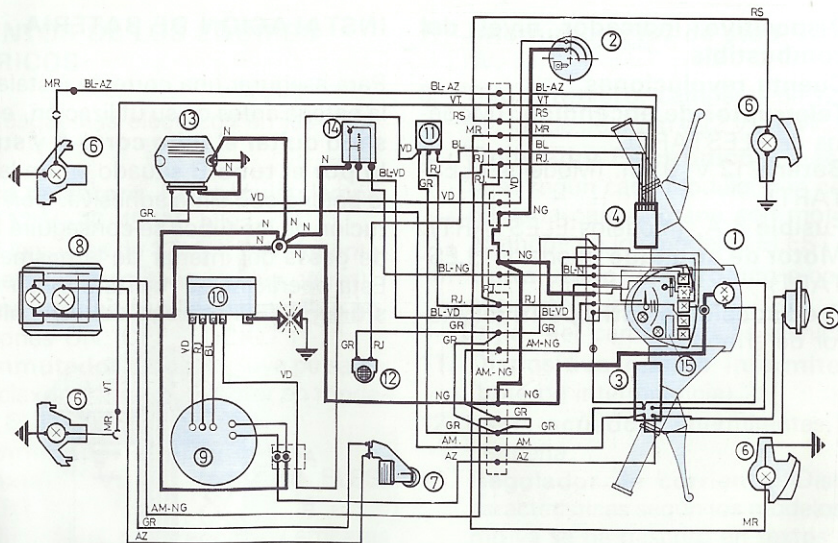 RS
MR
BL-AZ
6
13
N
N
N
14
VD
11
VD
2
BL-AZ
BL-AZ
VT.
VT.
RS
RS
MR
MR
BL
BL
RJ.
RJ.
6
4
GR.
VD
BL-VD
GR
RJ
VD
VD
NG
1
8
10
N
N
N
N
BL-NG
BL-N
RJ.
RJ
BL-VD
BL-VD
GR
GR
AM-NG
AM.-NG
5
VD
RJ
BL
VD
GR
RJ
12
3
15
VT
6
MR
9
7
NG
NG
GR
GR
GR
AM.
AM
AZ
AZ
6
AM-NG
GR
AZ
MR